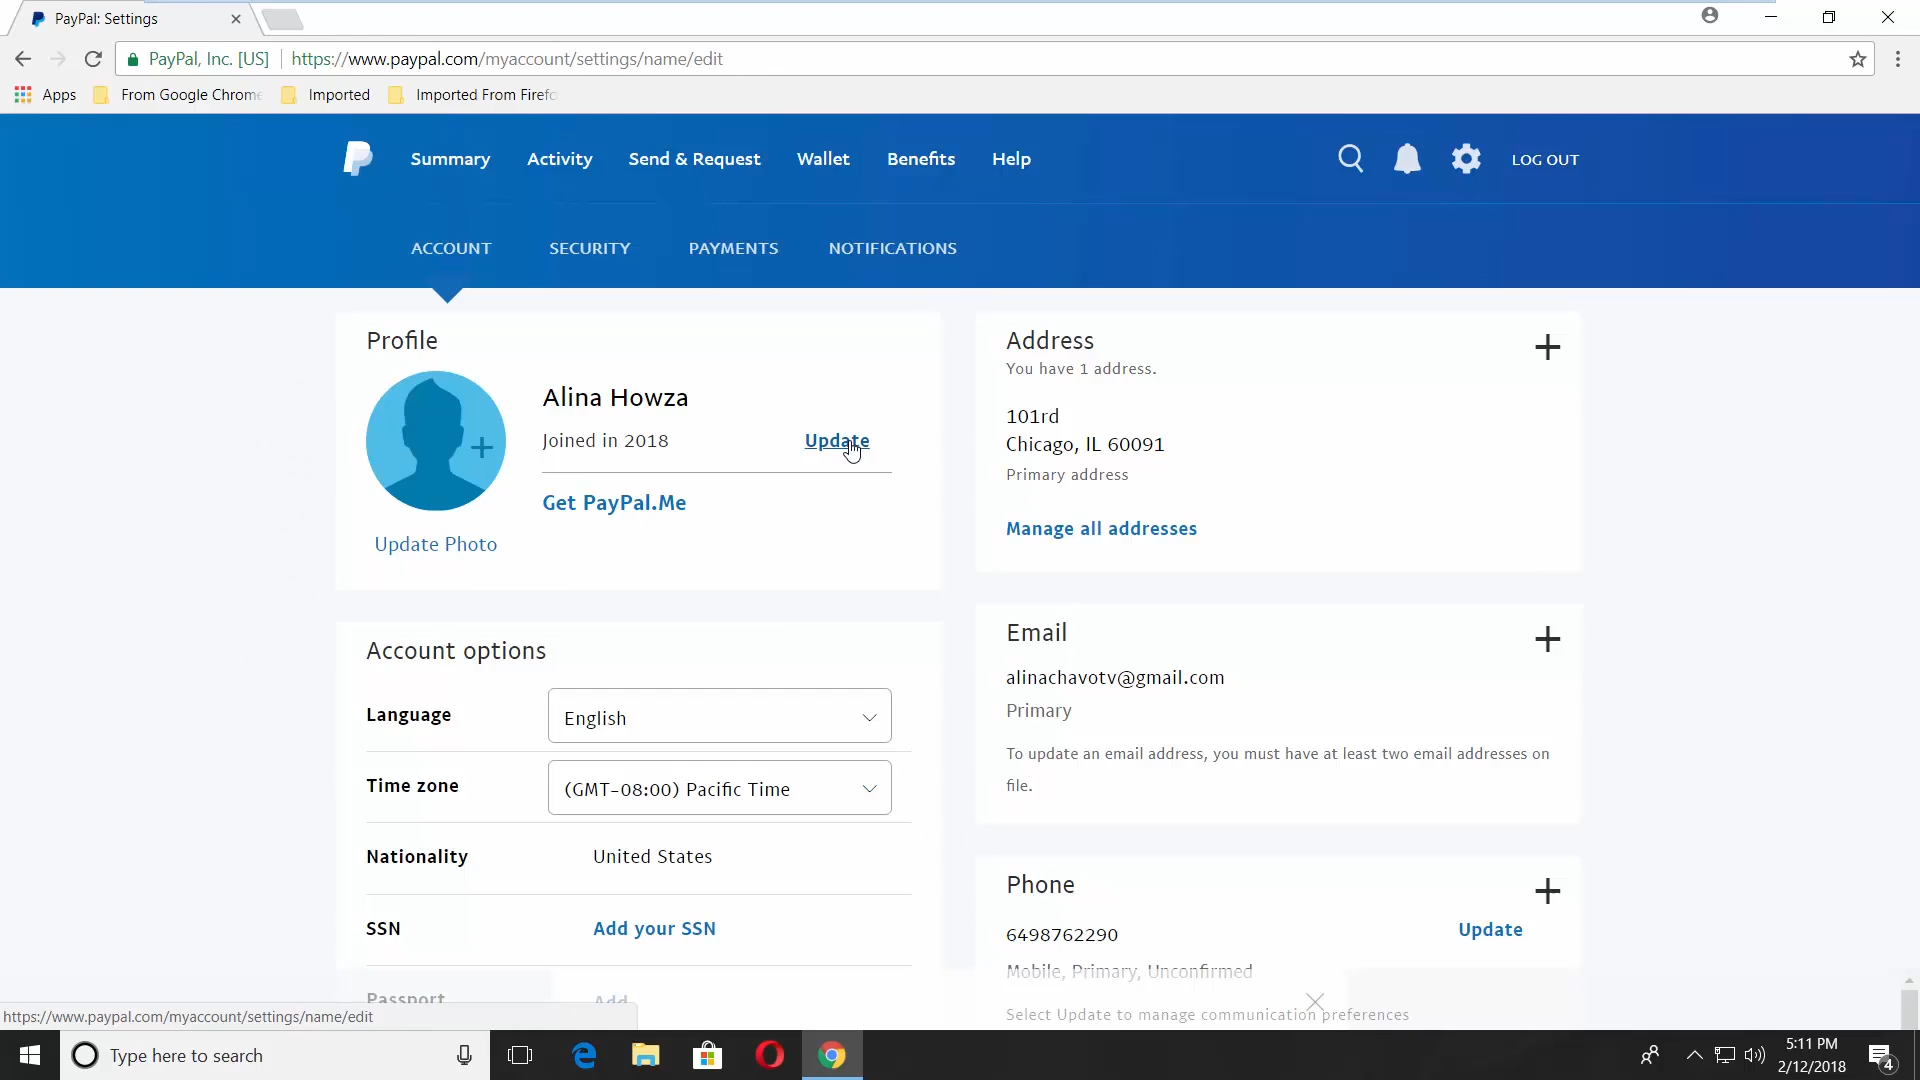 PayPal: Settings
PayPal, Inc. [US]
https://www.paypal.com/myaccount/settings/name/edit
Apps
From Google Chrome
Imported
Imported From Firefo
Summary
Activity
Send & Request
Wallet
Benefits
Help
LOG OUT
ACCOUNT
SECURITY
PAYMENTS
NOTIFICATIONS
Profile
Alina Howza
Joined in 2018
Update
Get PayPal.Me
Update Photo
Account options
Language
English
Time zone
(GMT-08:00) Pacific Time
Nationality
United States
SSN
Add your SSN
Passport
Add
Address
You have 1 address.
101rd
Chicago, IL 60091
Primary address
Manage all addresses
Email
alinachavotv@gmail.com
Primary
To update an email address, you must have at least two email addresses on
file.
Phone
6498762290
Update
Mobile, Primary, Unconfirmed
Select Update to manage communication preferences
https://www.paypal.com/myaccount/settings/name/edit
Type here to search
5:11 PM
2/12/2018
4